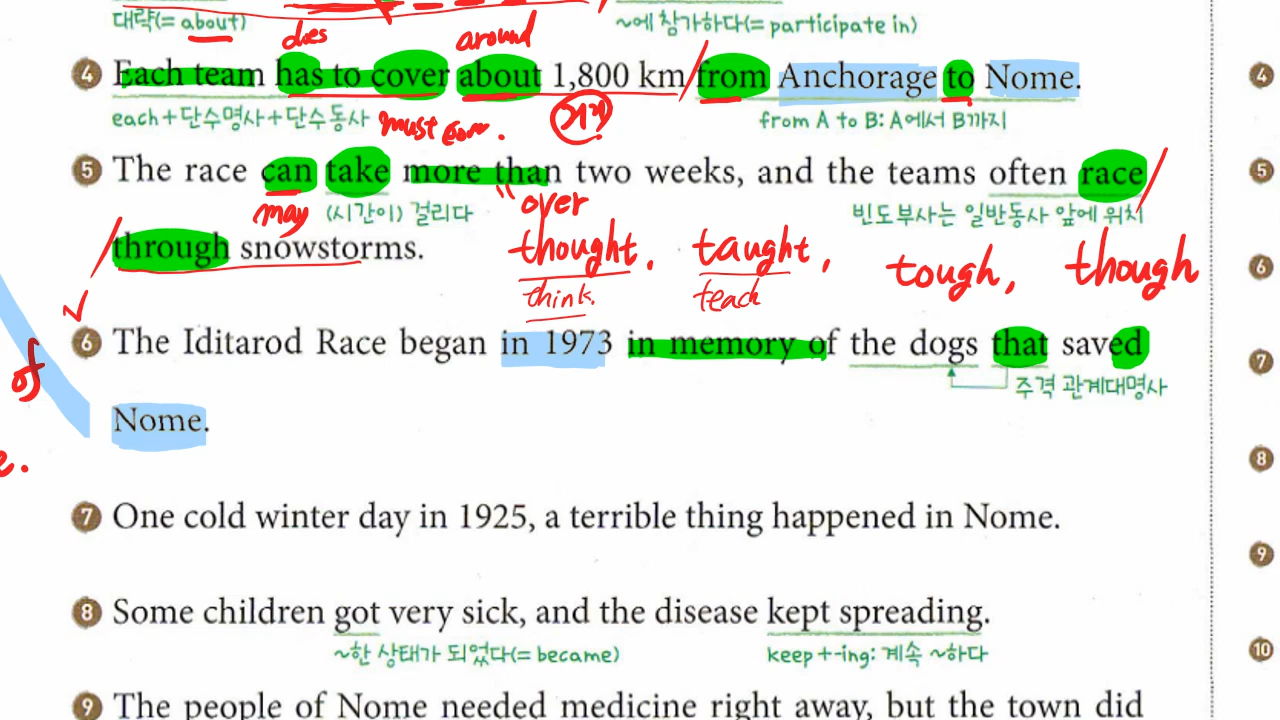 대략(= about)
~에 참가하다(= participate in)
does around
4 Each team has to cover about 1,800 km from Anchorage to Nome.
each+단수명사+단수동사
must
from A to B: A에서 B까지
5 The race can take more than two weeks, and the teams often race
may
(시간이) 걸리다
over
빈도부사는 일반동사 앞에 위치
through snowstorms.
thought, taught, tough, though
think. teach
6 The Iditarod Race began in 1973 in memory of the dogs that saved
of
주격 관계대명사
Nome.
e.
7 One cold winter day in 1925, a terrible thing happened in Nome.
8 Some children got very sick, and the disease kept spreading.
~한 상태가 되었다(= became)
keep+-ing: 계속 ~하다
9 The people of Nome needed medicine right away, but the town did
4
5
6
7
8
9
10